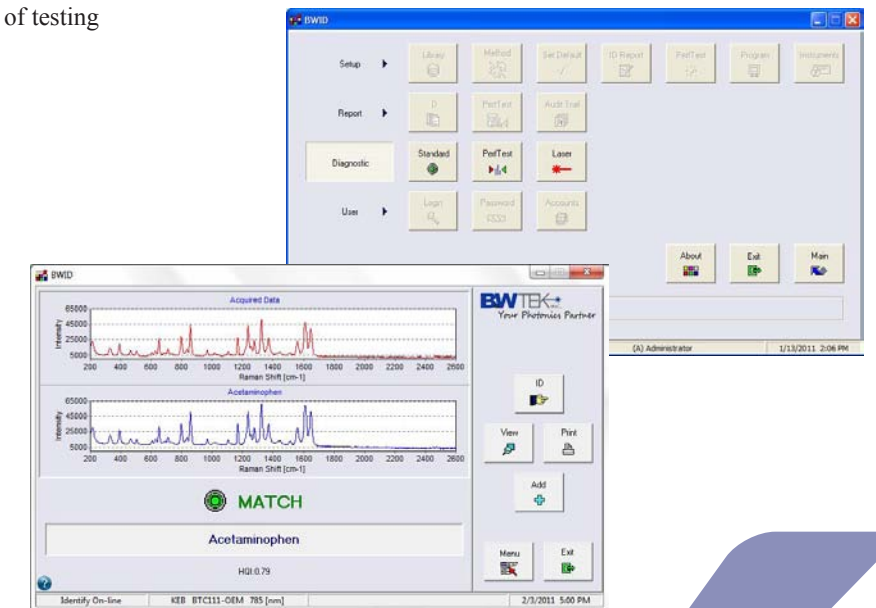 of testing
BWID
Setup Library Method Set Default ID Report PerfTest Program Instruments
Report ID PerfTest Audit Trail
Diagnostic Standard PerfTest Laser
User Login Password Accounts
About Exit Main
(A) Administrator 1/13/2011 2:06 PM
BWID
Acquired Data
65000
45000
25000
5000
Intensity
200 400 600 800 1000 1200 1400 1600 1800 2000 2200 2400 2600
Raman Shift [cm-1]
Acetaminophen
65000
45000
25000
5000
Intensity
200 400 600 800 1000 1200 1400 1600 1800 2000 2200 2400 2600
Raman Shift [cm-1]
MATCH
Acetaminophen
HQI:0.79
BWTEK
Your Photonics Partner
ID
View Print
Add
Menu Exit
Identify On-line KEB BTC111-OEM 785 [nm] 2/3/2011 5:00 PM